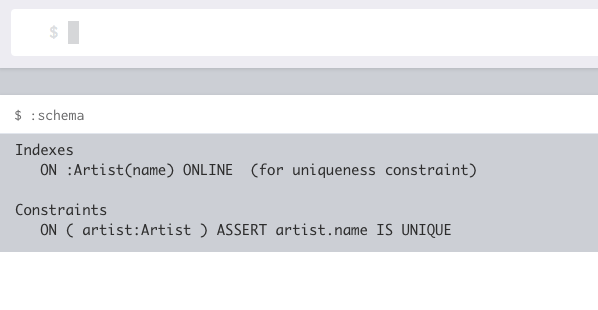 $
$ :schema
Indexes
ON :Artist(name) ONLINE (for uniqueness constraint)
Constraints
ON ( artist:Artist ) ASSERT artist.name IS UNIQUE